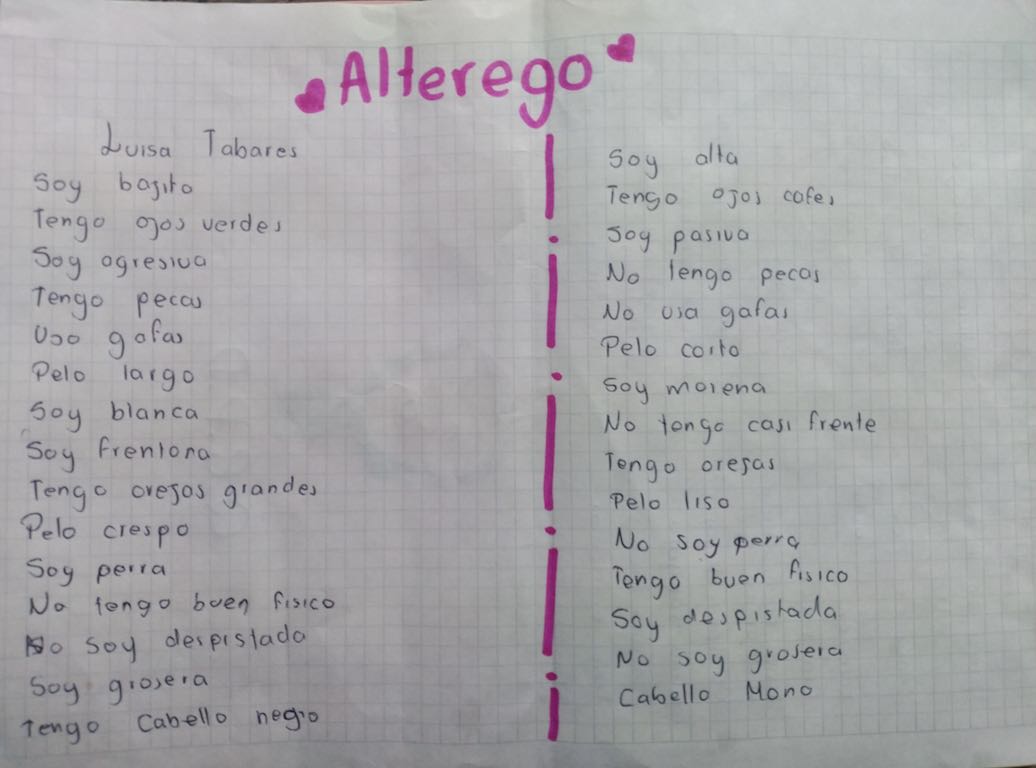 Alterego
Luisa Tabares
Soy bajito
Tengo ojos verdes
Soy agresiva
Tengo pecas
Uso gafas
Pelo largo
Soy blanca
Soy frentona
Tengo orejas grandes
Pelo crespo
Soy perra
No tengo buen fisico
No soy despistada
Soy grosera
Tengo Cabello negro
Soy alta
Tengo ojos cafes
Soy pasiva
No tengo pecas
No usa gafas
Pelo corto
Soy morena
No tengo casi frente
Tengo orejas
Pelo liso
No soy perra
Tengo buen fisico
Soy despistada
No soy grosera
Cabello Mono